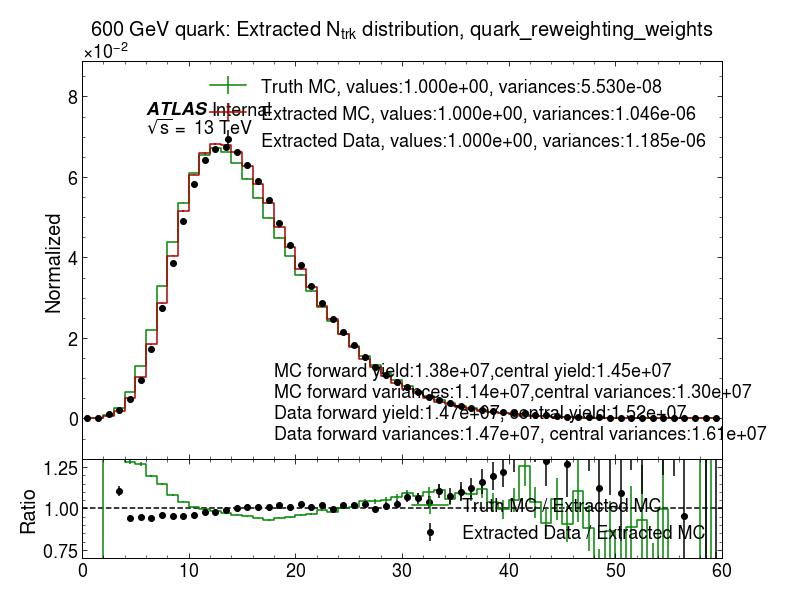 600 GeV quark: Extracted Ntrk distribution, quark_reweighting_weights
×10−2
Truth MC, values:1.000e+00, variances:5.530e-08
ATLAS Internal
Extracted MC, values:1.000e+00, variances:1.046e-06
√s = 13 TeV
Extracted Data, values:1.000e+00, variances:1.185e-06
8
6
4
2
0
Normalized
MC forward yield:1.38e+07,central yield:1.45e+07
MC forward variances:1.14e+07,central variances:1.30e+07
Data forward yield:1.47e+07, central yield:1.52e+07
Data forward variances:1.47e+07, central variances:1.61e+07
1.25
1.00
0.75
Ratio
Truth MC / Extracted MC
Extracted Data / Extracted MC
0 10 20 30 40 50 60